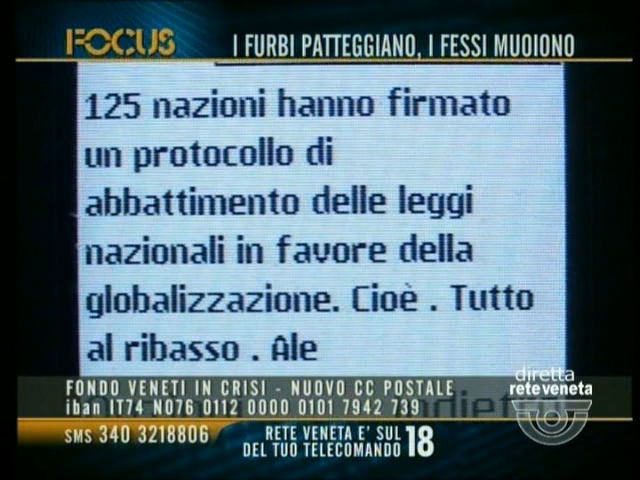 FOCUS
I FURBI PATTEGGIANO, I FESSI MUOIONO
125 nazioni hanno firmato
un protocollo di
abbattimento delle leggi
nazionali in favore della
globalizzazione. Cioè . Tutto
al ribasso . Ale
diretta
reteveneta
FONDO VENETI IN CRISI - NUOVO CC POSTALE
iban IT74 N076 0112 0000 0101 7942 739
SMS 340 3218806
RETE VENETA E' SUL
DEL TUO TELECOMANDO 18